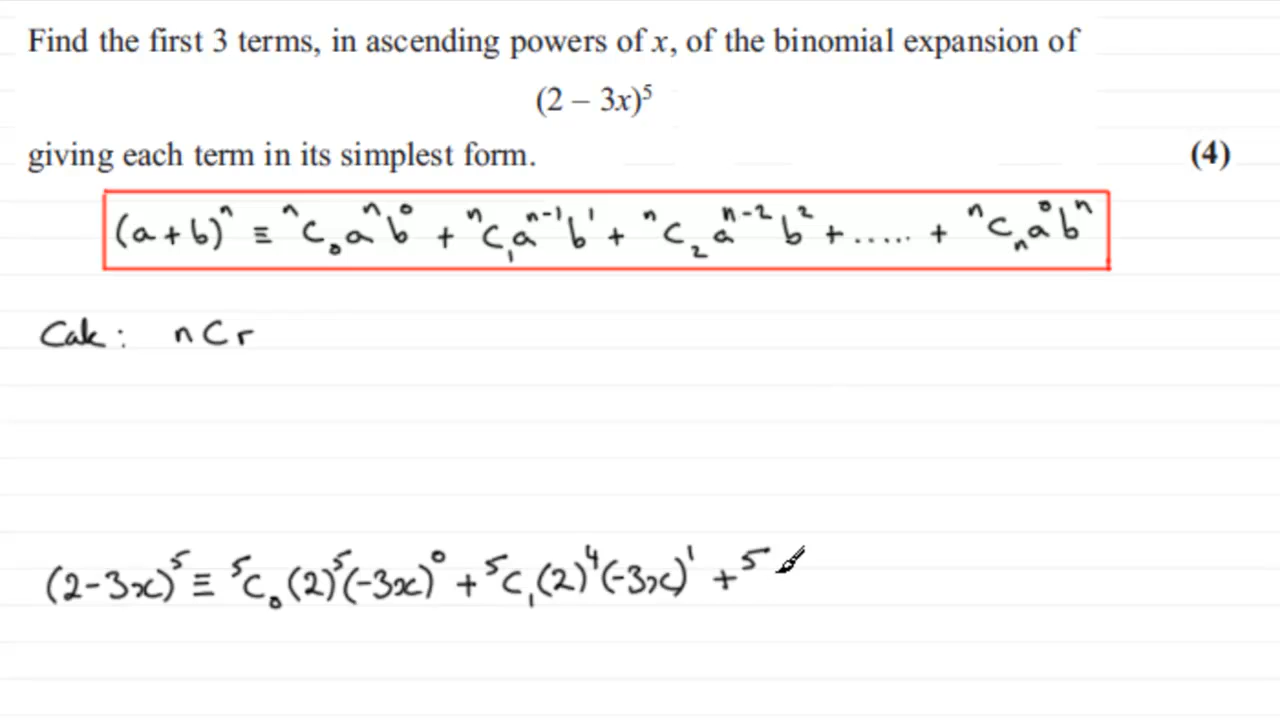 Find the first 3 terms, in ascending powers of x, of the binomial expansion of
(2 – 3x)⁵
giving each term in its simplest form. (4)
(a + b)ⁿ ≡ ⁿC₀aⁿb⁰ + ⁿC₁aⁿ⁻¹b¹ + ⁿC₂aⁿ⁻²b² + ..... + ⁿCₙa⁰bⁿ
Calc: nCr
(2-3x)⁵ ≡ ⁵C₀(2)⁵(-3x)⁰ + ⁵C₁(2)⁴(-3x)¹ + ⁵